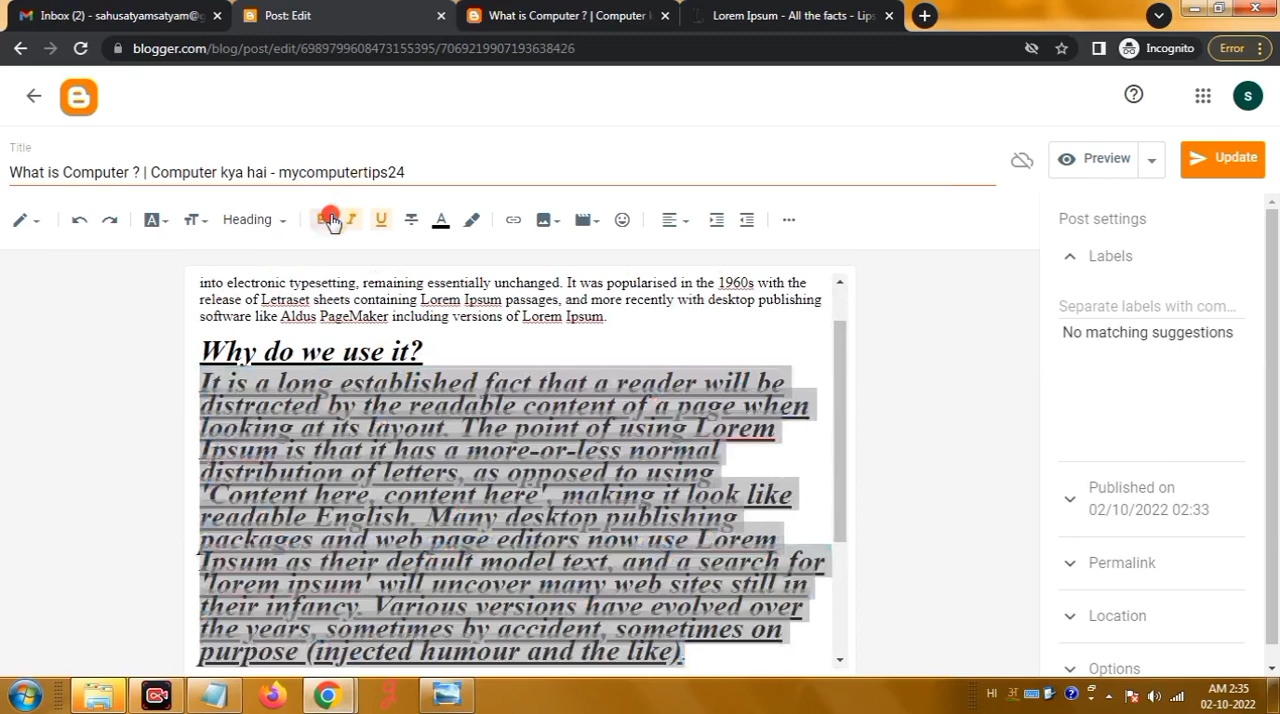 Inbox (2) - sahusatyamsatyam@
Post: Edit
What is Computer ? | Computer k
Lorem Ipsum - All the facts - Lips
blogger.com/blog/post/edit/6989799608473155395/7069219907193638426
Incognito
Error
S
Title
What is Computer ? | Computer kya hai - mycomputertips24
Preview
Update
Heading
B I U A
Post settings
Labels
Separate labels with com...
No matching suggestions
Published on
02/10/2022 02:33
Permalink
Location
Options
into electronic typesetting, remaining essentially unchanged. It was popularised in the 1960s with the
release of Letraset sheets containing Lorem Ipsum passages, and more recently with desktop publishing
software like Aldus PageMaker including versions of Lorem Ipsum.
Why do we use it?
It is a long established fact that a reader will be
distracted by the readable content of a page when
looking at its layout. The point of using Lorem
Ipsum is that it has a more-or-less normal
distribution of letters, as opposed to using
'Content here, content here', making it look like
readable English. Many desktop publishing
packages and web page editors now use Lorem
Ipsum as their default model text, and a search for
'lorem ipsum' will uncover many web sites still in
their infancy. Various versions have evolved over
the years, sometimes by accident, sometimes on
purpose (injected humour and the like).
HI
AM 2:35
02-10-2022